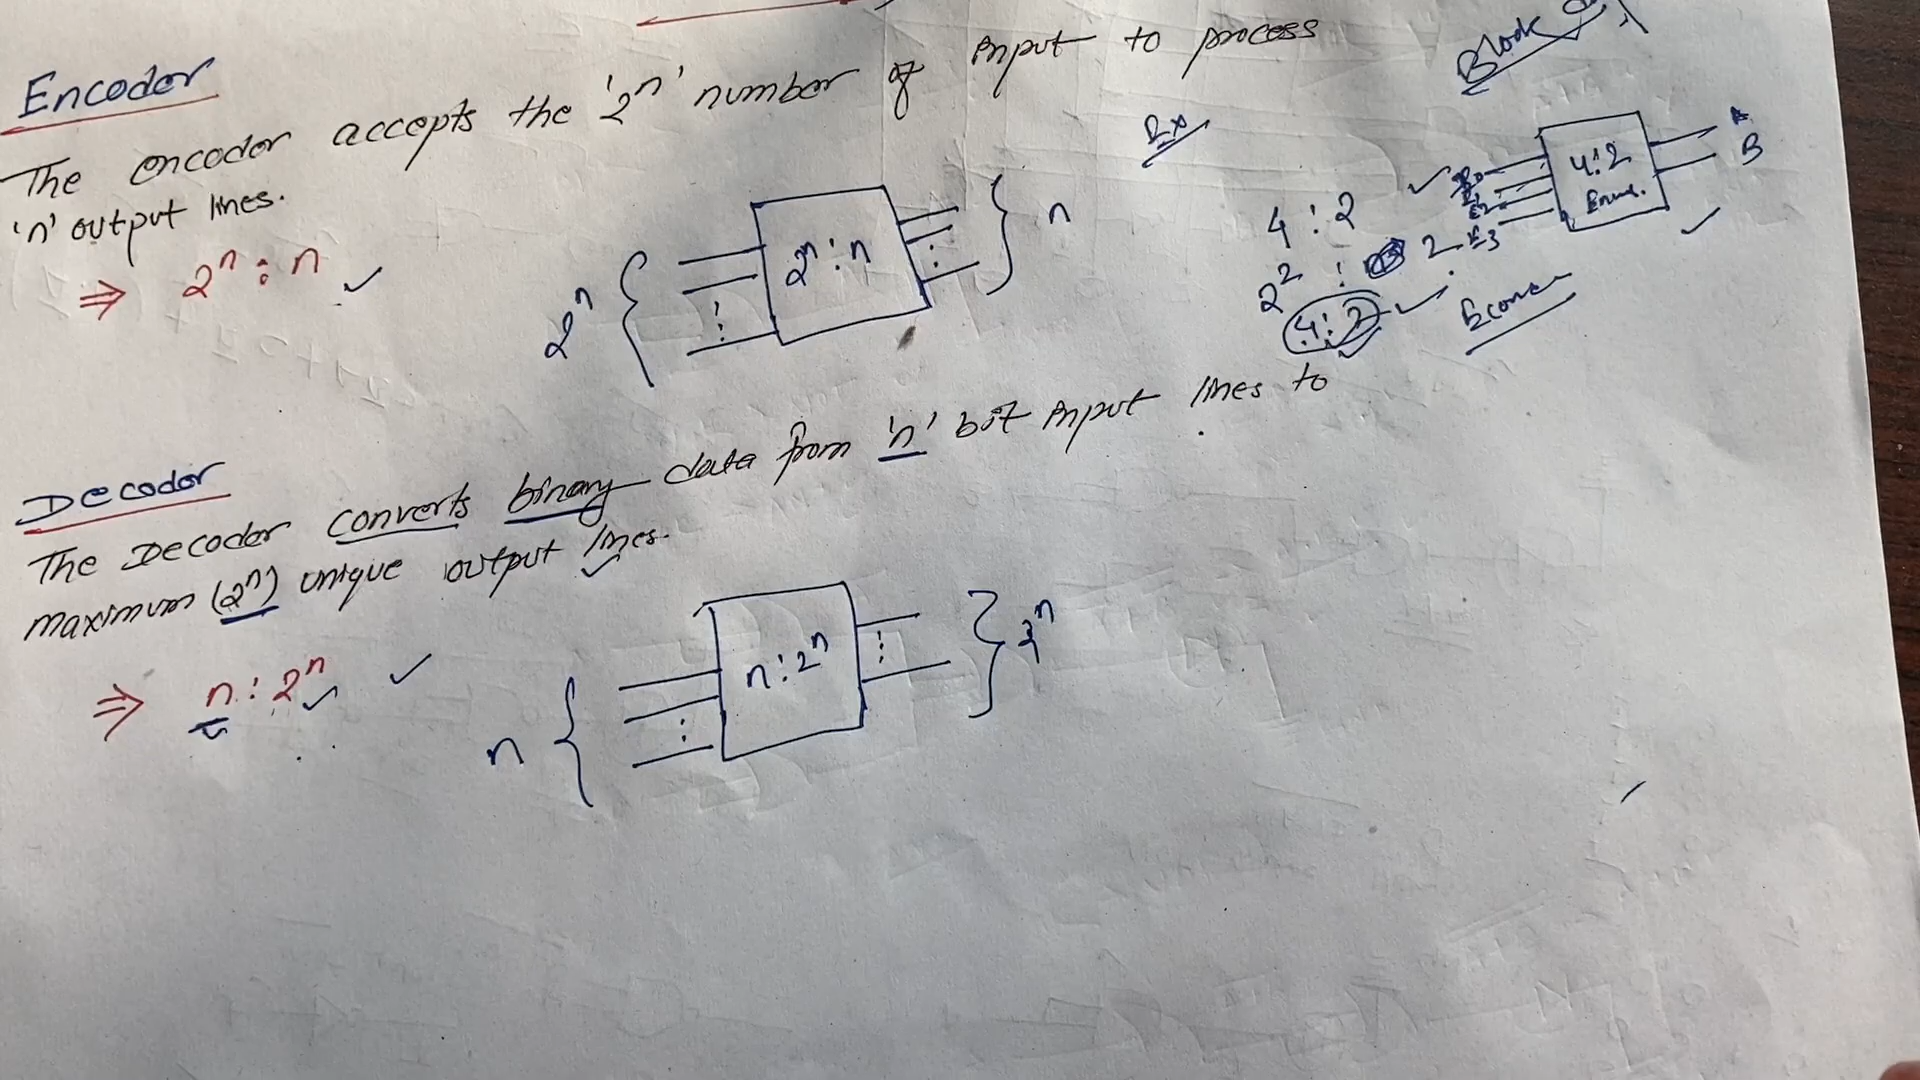 Encoder
The encoder accepts the '2ⁿ' number of input to process
'n' output lines.
⇒ 2ⁿ : n
2ⁿ
2ⁿ : n
n
Ex
4 : 2
2² : 2
4 : 2
Block
4:2
A
B
E3
Decoder
The Decoder converts binary data from 'n' bit input lines to
maximum (2ⁿ) unique output lines.
⇒ n : 2ⁿ
n
n : 2ⁿ
2ⁿ